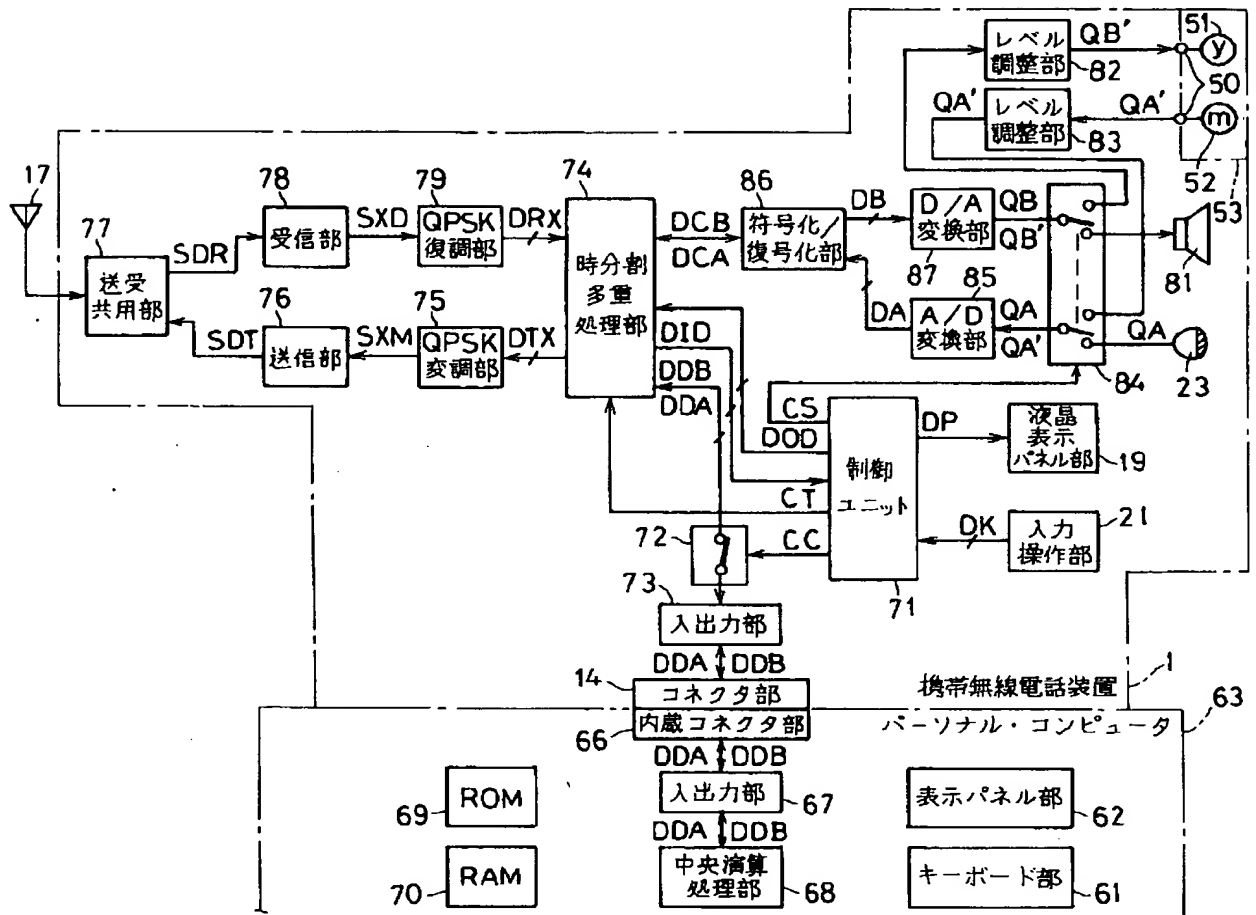 51
レベル
調整部
QB'
82
y
50
QA'
レベル
調整部
QA'
83
m
52
53
17
77
送受
共用部
SDR
78
受信部
SXD
79
QPSK
復調部
DRX
74
時分割
多重
処理部
DCB
DCA
86
符号化/
復号化部
DB
D/A
変換部
87
QB
QB'
81
SDT
76
送信部
SXM
75
QPSK
変調部
DTX
DID
DDB
DDA
DA
85
A/D
変換部
QA
QA'
84
QA
23
CS
DOD
CT
CC
制御
ユニット
71
DP
液晶
表示
パネル部
19
DK
入力
操作部
21
72
73
入出力部
DDA
DDB
14
コネクタ部
携帯無線電話装置
1
66
内蔵コネクタ部
パーソナル・コンピュータ
63
DDA
DDB
69
ROM
入出力部
67
表示パネル部
62
DDA
DDB
70
RAM
中央演算
処理部
68
キーボード部
61